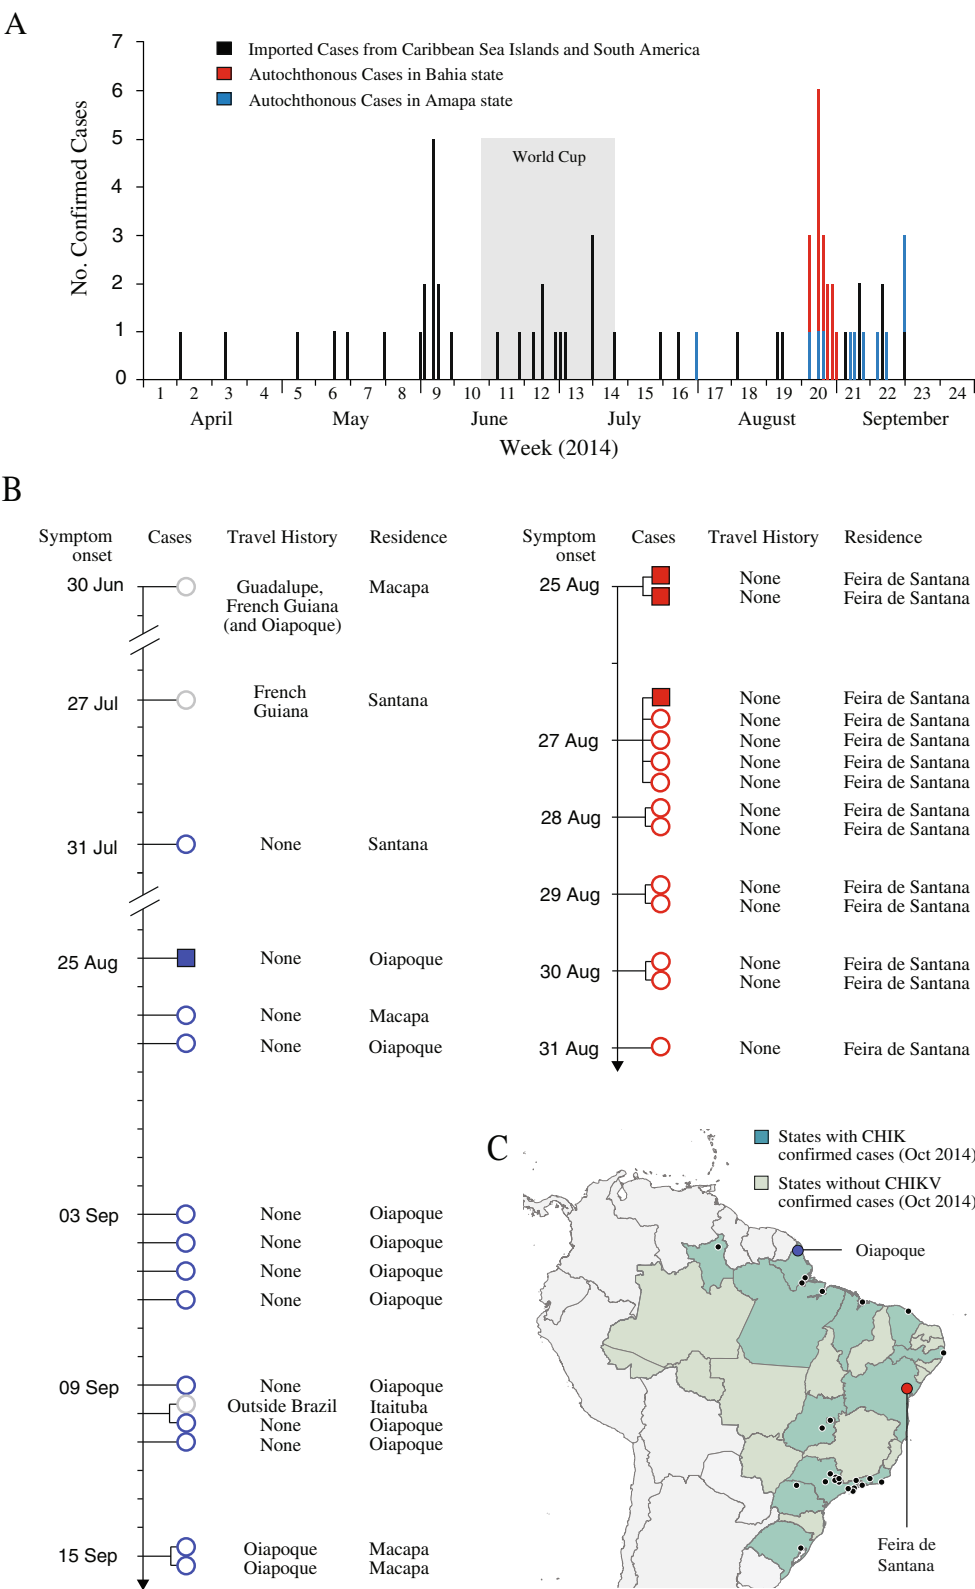 A
7
6
5
4
3
2
1
0
No. Confirmed Cases
Imported Cases from Caribbean Sea Islands and South America
Autochthonous Cases in Bahia state
Autochthonous Cases in Amapa state
World Cup
1 2 3 4 5 6 7 8 9 10 11 12 13 14 15 16 17 18 19 20 21 22 23 24
April May June July August September
Week (2014)
B
Symptom onset Cases Travel History Residence
30 Jun Guadalupe, Macapa
French Guiana
(and Oiapoque)
27 Jul French Santana
Guiana
31 Jul None Santana
25 Aug None Oiapoque
None Macapa
None Oiapoque
03 Sep None Oiapoque
None Oiapoque
None Oiapoque
None Oiapoque
09 Sep None Oiapoque
Outside Brazil Itaituba
None Oiapoque
None Oiapoque
15 Sep Oiapoque Macapa
Oiapoque Macapa
Symptom onset Cases Travel History Residence
25 Aug None Feira de Santana
None Feira de Santana
None Feira de Santana
None Feira de Santana
27 Aug None Feira de Santana
None Feira de Santana
None Feira de Santana
28 Aug None Feira de Santana
None Feira de Santana
29 Aug None Feira de Santana
None Feira de Santana
30 Aug None Feira de Santana
None Feira de Santana
31 Aug None Feira de Santana
C
States with CHIK
confirmed cases (Oct 2014)
States without CHIKV
confirmed cases (Oct 2014)
Oiapoque
Feira de
Santana